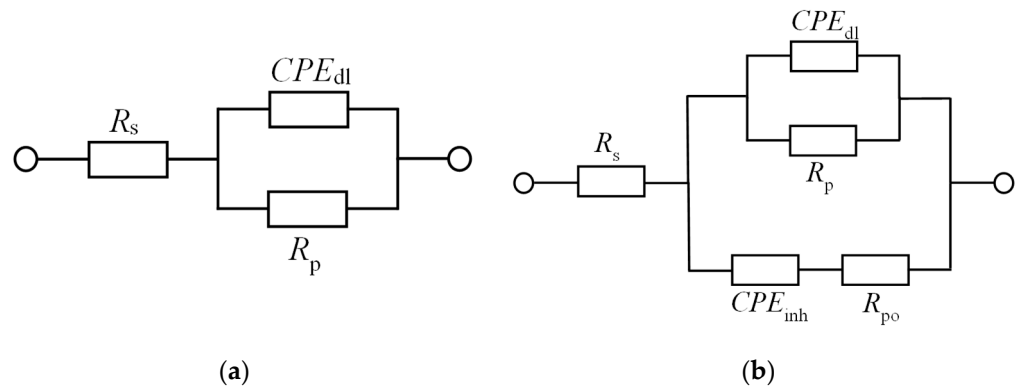 CPEdl
Rs
Rp
(a)
CPEdl
Rs
Rp
CPEinh
Rpo
(b)